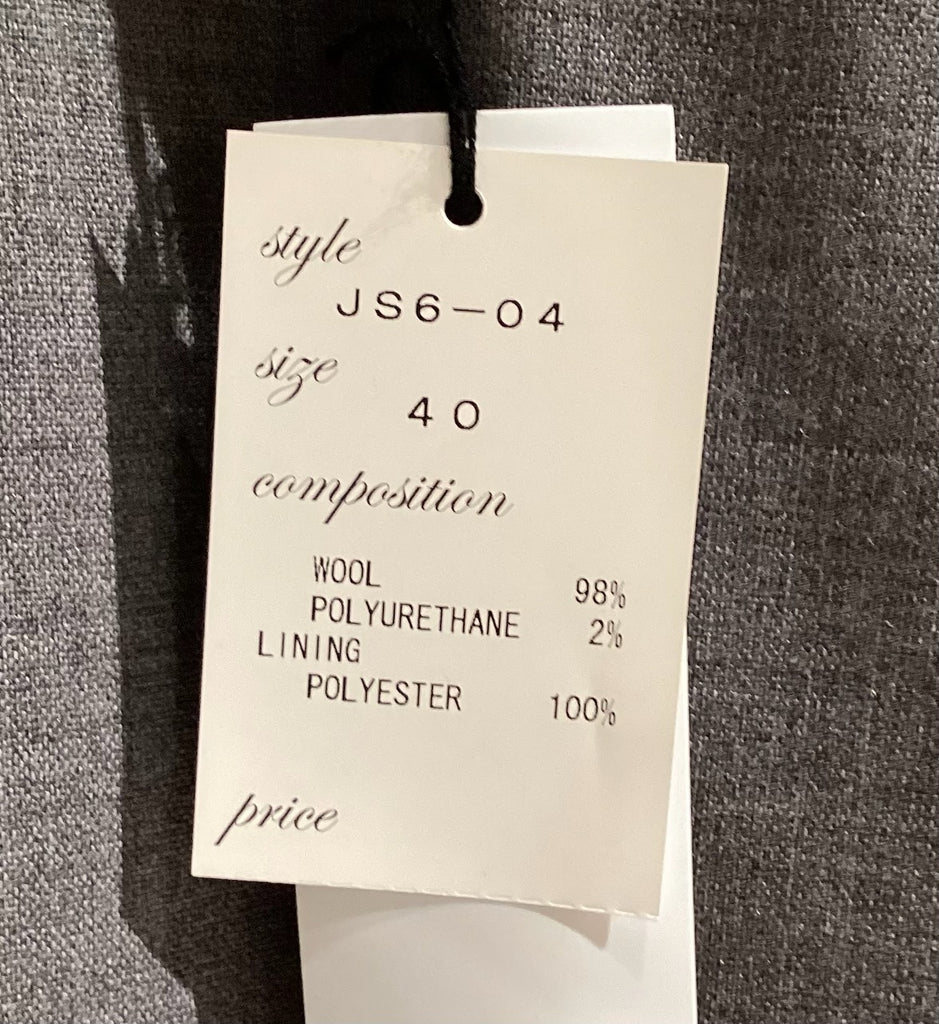 style
JS6-04
size
40
composition
WOOL 98%
POLYURETHANE 2%
LINING
POLYESTER 100%
price